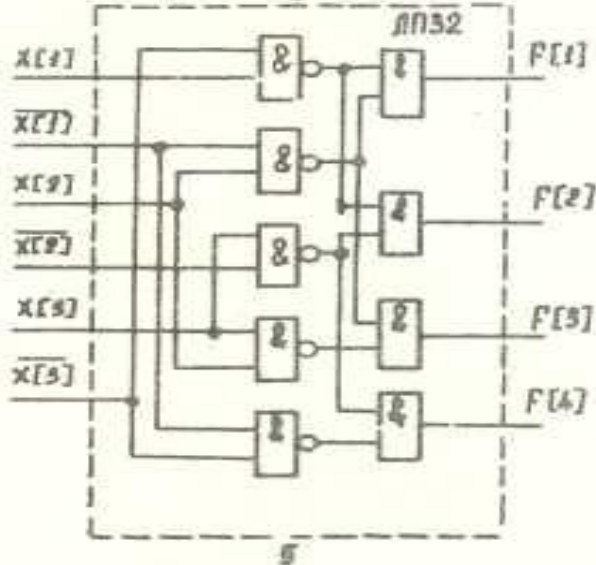 ЛП32
X[1]
X̅[̅1̅]̅
X[2]
X̅[̅2̅]̅
X[3]
X̅[̅3̅]̅
&
&
&
&
&
&
&
&
&
F[1]
F[2]
F[3]
F[4]
б